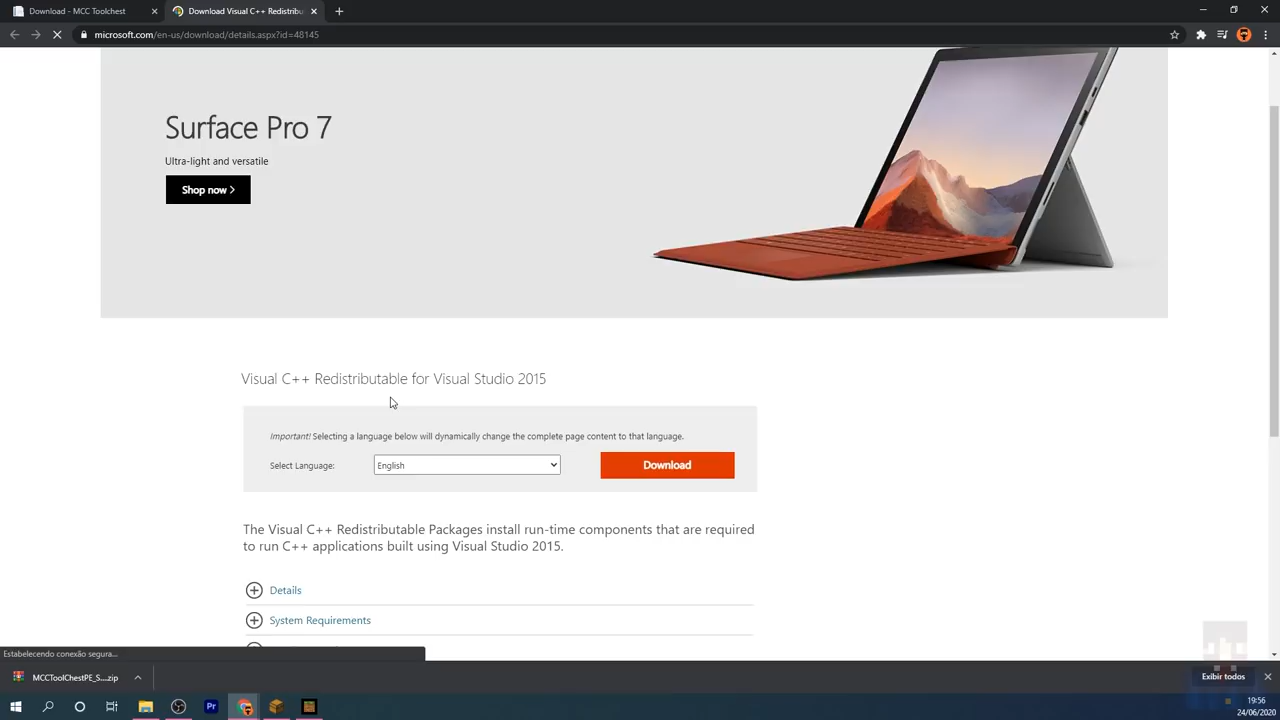 Download - MCC Toolchest
Download Visual C++ Redistribu
microsoft.com/en-us/download/details.aspx?id=48145
Surface Pro 7
Ultra-light and versatile
Shop now
Visual C++ Redistributable for Visual Studio 2015
Important! Selecting a language below will dynamically change the complete page content to that language.
Select Language:
English
Download
The Visual C++ Redistributable Packages install run-time components that are required
to run C++ applications built using Visual Studio 2015.
Details
System Requirements
Estabelecendo conexão segura...
MCCToolChestPE_S....zip
Exibir todos
Pr
19:56
24/06/2020